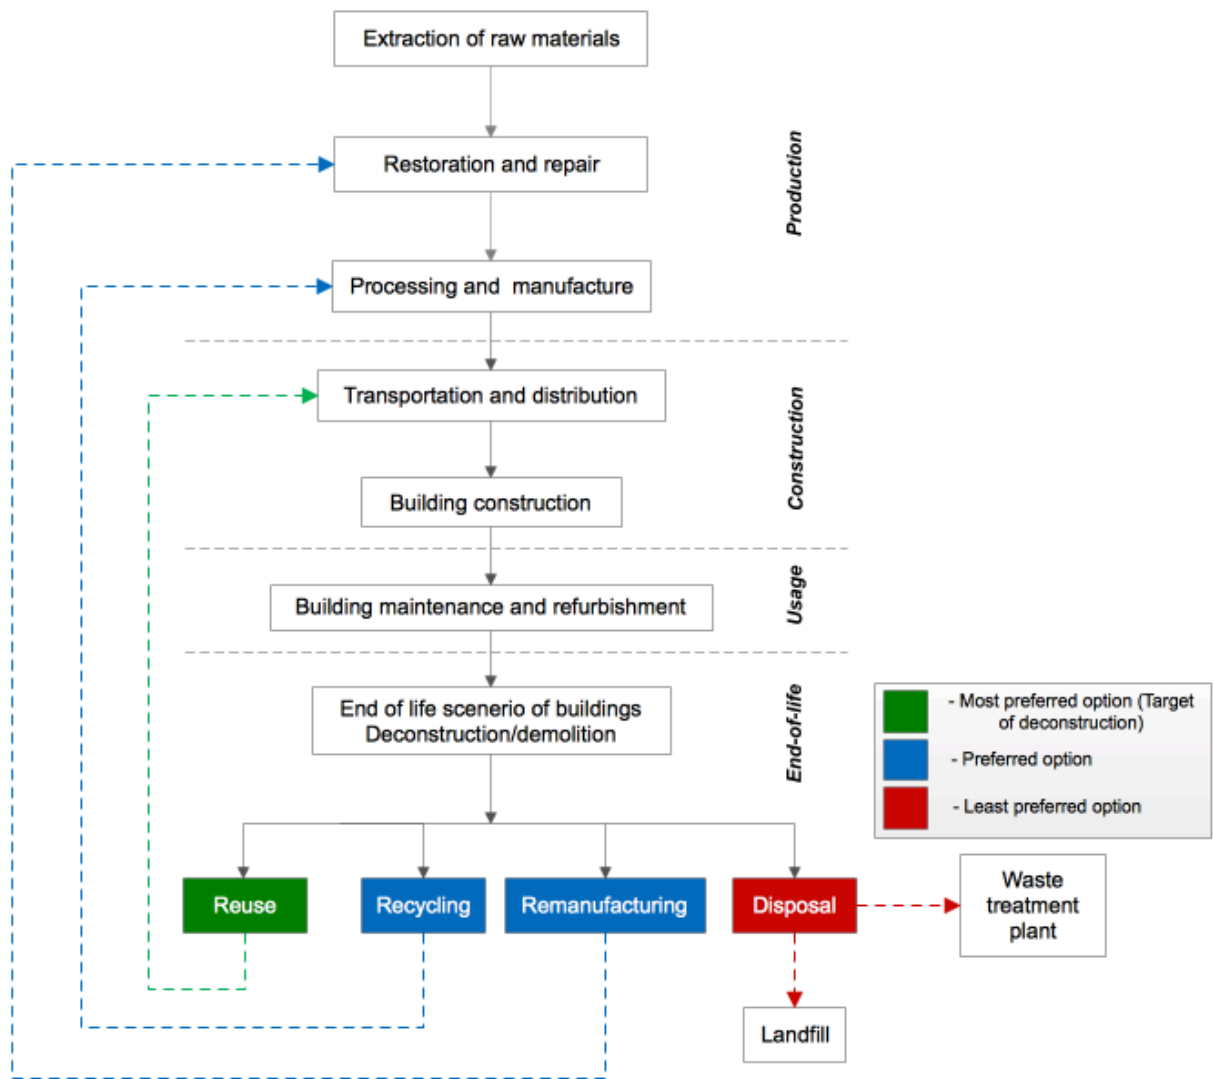 Extraction of raw materials
Restoration and repair
Production
Processing and manufacture
Transportation and distribution
Construction
Building construction
Usage
Building maintenance and refurbishment
End-of-life
End of life scenerio of buildings
Deconstruction/demolition
- Most preferred option (Target
of deconstruction)
- Preferred option
- Least preferred option
Reuse
Recycling
Remanufacturing
Disposal
Waste
treatment
plant
Landfill